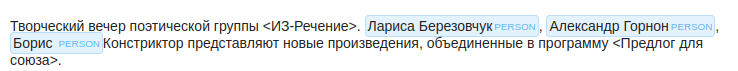 Творческий вечер поэтической группы <ИЗ-Речение>. Лариса Березовчук PERSON , Александр Горнон PERSON ,
Борис PERSON Констриктор представляют новые произведения, объединенные в программу <Предлог для
союза>.